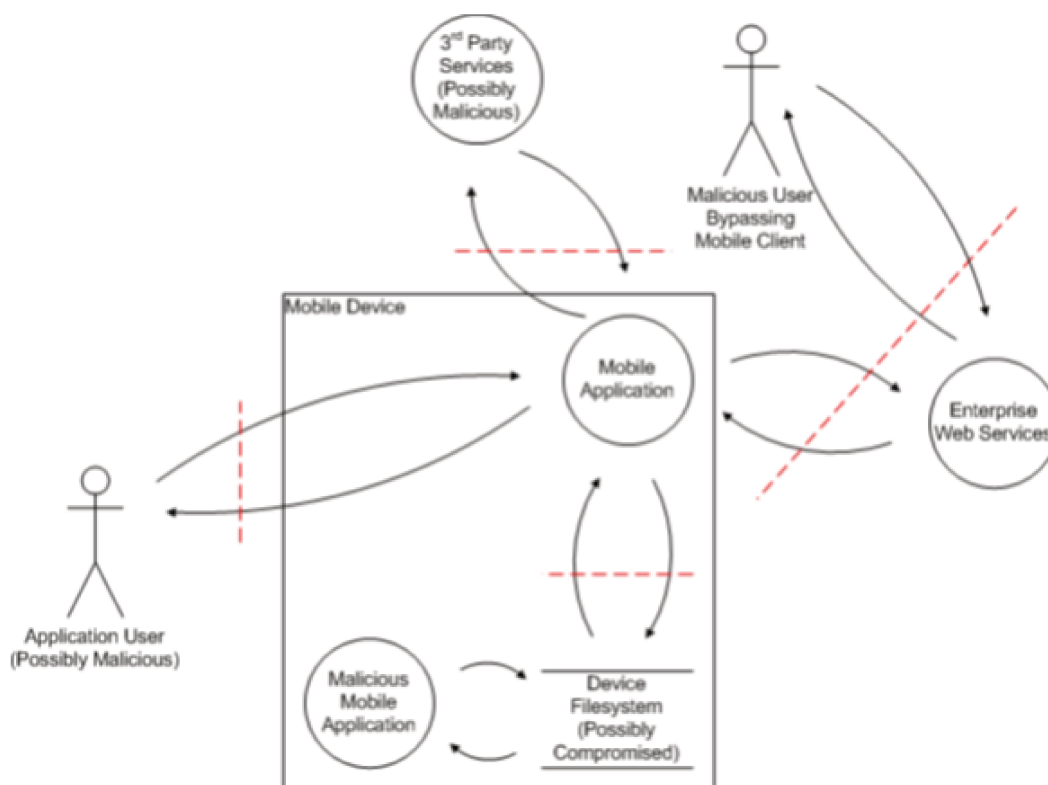 3rd Party
Services
(Possibly
Malicious)
Malicious User
Bypassing
Mobile Client
Mobile Device
Mobile
Application
Enterprise
Web Services
Application User
(Possibly Malicious)
Malicious
Mobile
Application
Device
Filesystem
(Possibly
Compromised)